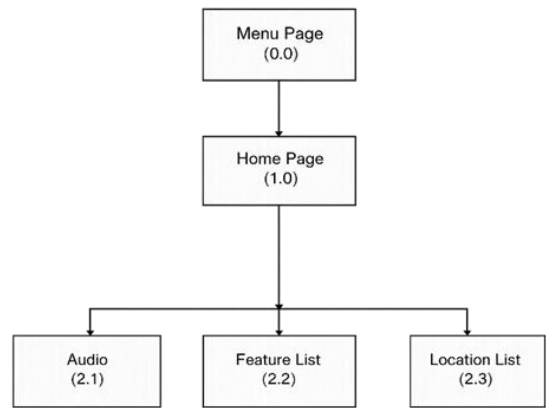 Menu Page
(0.0)
Home Page
(1.0)
Audio
(2.1)
Feature List
(2.2)
Location List
(2.3)